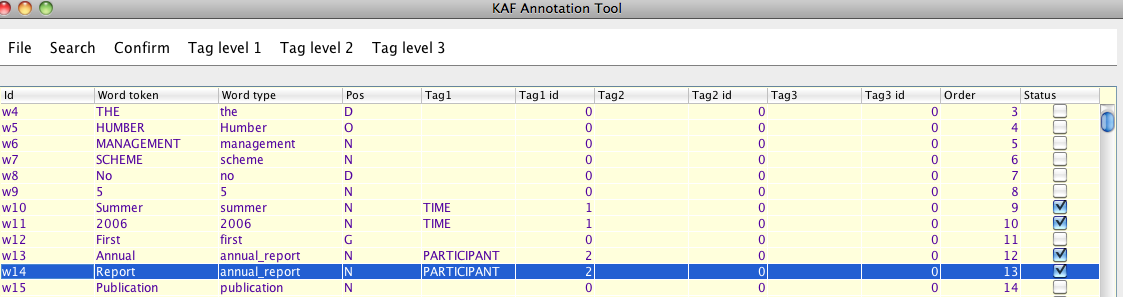 KAF Annotation Tool
File Search Confirm Tag level 1 Tag level 2 Tag level 3
Id Word token Word type Pos Tag1 Tag1 id Tag2 Tag2 id Tag3 Tag3 id Order Status
w4 THE the D 0 0 0 3
w5 HUMBER Humber O 0 0 0 4
w6 MANAGEMENT management N 0 0 0 5
w7 SCHEME scheme N 0 0 0 6
w8 No no D 0 0 0 7
w9 5 5 N 0 0 0 8
w10 Summer summer N TIME 1 0 0 9
w11 2006 2006 N TIME 1 0 0 10
w12 First first G 0 0 0 11
w13 Annual annual_report N PARTICIPANT 2 0 0 12
w14 Report annual_report N PARTICIPANT 2 0 0 13
w15 Publication publication N 0 0 0 14